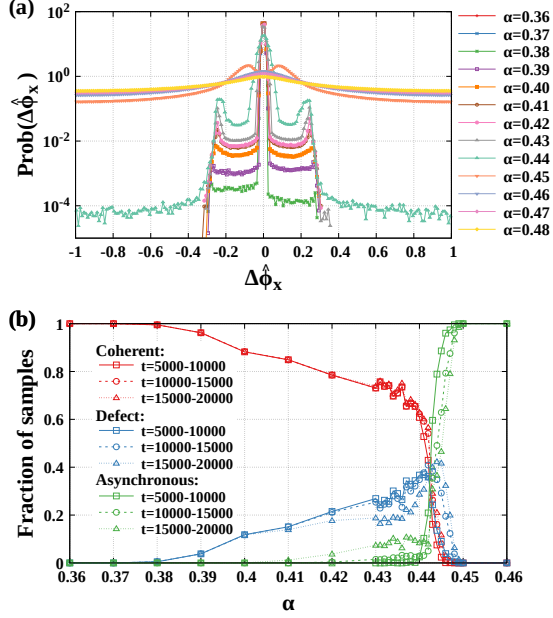 (a)
10²
10⁰
10⁻²
10⁻⁴
Prob(Δϕ̂ₓ)
-1 -0.8 -0.6 -0.4 -0.2 0 0.2 0.4 0.6 0.8 1
Δϕ̂ₓ
α=0.36
α=0.37
α=0.38
α=0.39
α=0.40
α=0.41
α=0.42
α=0.43
α=0.44
α=0.45
α=0.46
α=0.47
α=0.48
(b)
1
0.8
0.6
0.4
0.2
0
Fraction of samples
Coherent:
t=5000-10000
t=10000-15000
t=15000-20000
Defect:
t=5000-10000
t=10000-15000
t=15000-20000
Asynchronous:
t=5000-10000
t=10000-15000
t=15000-20000
0.36 0.37 0.38 0.39 0.4 0.41 0.42 0.43 0.44 0.45 0.46
α